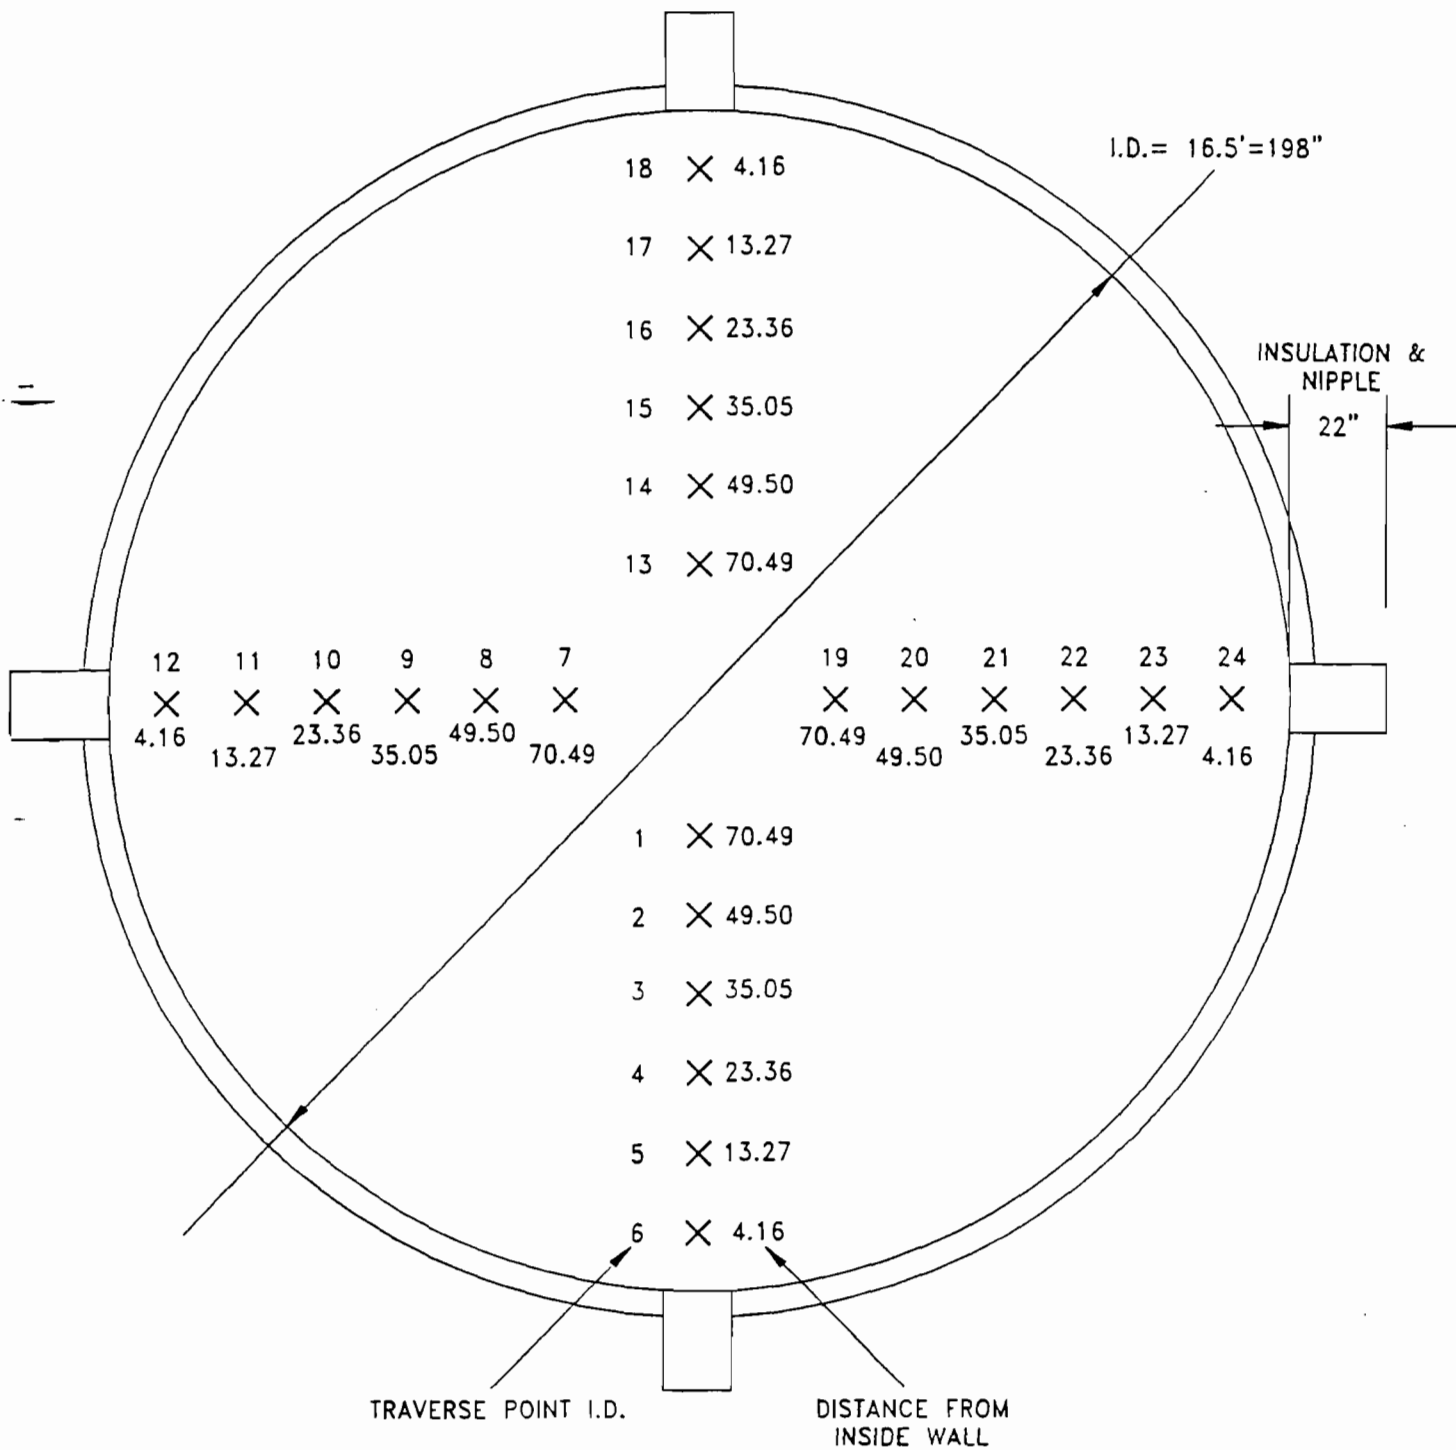 I.D.= 16.5'=198"
18 4.16
17 13.27
16 23.36
INSULATION &
NIPPLE
22"
15 35.05
14 49.50
13 70.49
12 11 10 9 8 7 19 20 21 22 23 24
4.16 13.27 23.36 35.05 49.50 70.49 70.49 49.50 35.05 23.36 13.27 4.16
1 70.49
2 49.50
3 35.05
4 23.36
5 13.27
6 4.16
TRAVERSE POINT I.D.
DISTANCE FROM
INSIDE WALL